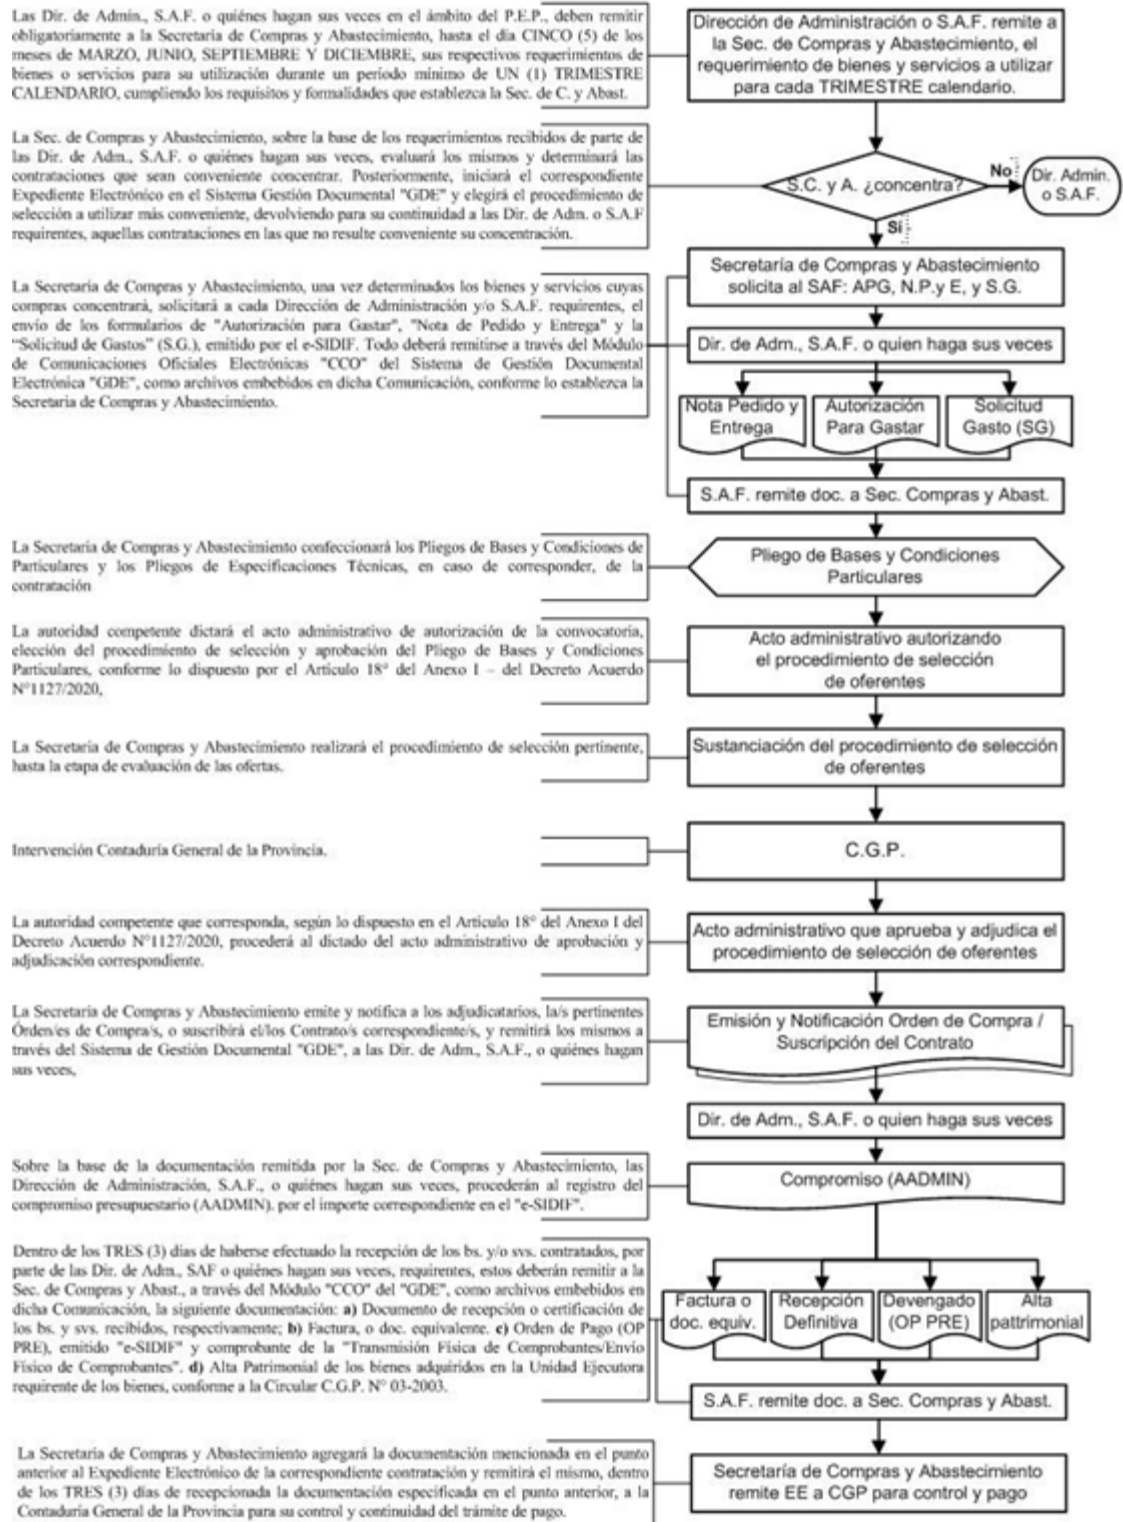 Las Dir. de Admin., S.A.F. o quiénes hagan sus veces en el ámbito del P.E.P., deben remitir
obligatoriamente a la Secretaria de Compras y Abastecimiento, hasta el día CINCO (5) de los
meses de MARZO, JUNIO, SEPTIEMBRE Y DICIEMBRE, sus respectivos requerimientos de
bienes o servicios para su utilización durante un período mínimo de UN (1) TRIMESTRE
CALENDARIO, cumpliendo los requisitos y formalidades que establezca la Sec. de C. y Abast.
Dirección de Administración o S.A.F. remite a
la Sec. de Compras y Abastecimiento, el
requerimiento de bienes y servicios a utilizar
para cada TRIMESTRE calendario.
La Sec. de Compras y Abastecimiento, sobre la base de los requerimientos recibidos de parte de
las Dir. de Adm., S.A.F. o quiénes hagan sus veces, evaluará los mismos y determinará las
contrataciones que sean conveniente concentrar. Posteriormente, iniciará el correspondiente
Expediente Electrónico en el Sistema Gestión Documental "GDE" y elegirá el procedimiento de
selección a utilizar más conveniente, devolviendo para su continuidad a las Dir. de Adm. o S.A.F
requirentes, aquellas contrataciones en las que no resulte conveniente su concentración.
S.C. y A. ¿concentra?
No
Dir. Admin.
o S.A.F.
Sí
La Secretaría de Compras y Abastecimiento, una vez determinados los bienes y servicios cuyas
compras concentrará, solicitará a cada Dirección de Administración y/o S.A.F. requirentes, el
envío de los formularios de "Autorización para Gastar", "Nota de Pedido y Entrega" y la
"Solicitud de Gastos" (S.G.), emitido por el e-SIDIF. Todo deberá remitirse a través del Módulo
de Comunicaciones Oficiales Electrónicas "CCO" del Sistema de Gestión Documental
Electrónica "GDE", como archivos embebidos en dicha Comunicación, conforme lo establezca la
Secretaria de Compras y Abastecimiento.
Secretaría de Compras y Abastecimiento
solicita al SAF: APG, N.P.y E, y S.G.
Dir. de Adm., S.A.F. o quien haga sus veces
Nota Pedido y
Entrega
Autorización
Para Gastar
Solicitud
Gasto (SG)
S.A.F. remite doc. a Sec. Compras y Abast.
La Secretaría de Compras y Abastecimiento confeccionará los Pliegos de Bases y Condiciones de
Particulares y los Pliegos de Especificaciones Técnicas, en caso de corresponder, de la
contratación
Pliego de Bases y Condiciones
Particulares
La autoridad competente dictará el acto administrativo de autorización de la convocatoria,
elección del procedimiento de selección y aprobación del Pliego de Bases y Condiciones
Particulares, conforme lo dispuesto por el Artículo 18° del Anexo I – del Decreto Acuerdo
N°1127/2020,
Acto administrativo autorizando
el procedimiento de selección
de oferentes
La Secretaría de Compras y Abastecimiento realizará el procedimiento de selección pertinente,
hasta la etapa de evaluación de las ofertas.
Sustanciación del procedimiento de selección
de oferentes
Intervención Contaduría General de la Provincia.
C.G.P.
La autoridad competente que corresponda, según lo dispuesto en el Artículo 18° del Anexo I del
Decreto Acuerdo N°1127/2020, procederá al dictado del acto administrativo de aprobación y
adjudicación correspondiente.
Acto administrativo que aprueba y adjudica el
procedimiento de selección de oferentes
La Secretaría de Compras y Abastecimiento emite y notifica a los adjudicatarios, la/s pertinentes
Órden/es de Compra/s, o suscribirá el/los Contrato/s correspondiente/s, y remitirá los mismos a
través del Sistema de Gestión Documental "GDE", a las Dir. de Adm., S.A.F., o quiénes hagan
sus veces,
Emisión y Notificación Orden de Compra /
Suscripción del Contrato
Dir. de Adm., S.A.F. o quien haga sus veces
Sobre la base de la documentación remitida por la Sec. de Compras y Abastecimiento, las
Dirección de Administración, S.A.F., o quiénes hagan sus veces, procederán al registro del
compromiso presupuestario (AADMIN). por el importe correspondiente en el "e-SIDIF".
Compromiso (AADMIN)
Dentro de los TRES (3) días de haberse efectuado la recepción de los bs. y/o svs. contratados, por
parte de las Dir. de Adm., SAF o quiénes hagan sus veces, requirentes, estos deberán remitir a la
Sec. de Compras y Abast., a través del Módulo "CCO" del "GDE", como archivos embebidos en
dicha Comunicación, la siguiente documentación: a) Documento de recepción o certificación de
los bs. y svs. recibidos, respectivamente; b) Factura, o doc. equivalente. c) Orden de Pago (OP
PRE), emitido "e-SIDIF" y comprobante de la "Transmisión Física de Comprobantes/Envío
Físico de Comprobantes". d) Alta Patrimonial de los bienes adquiridos en la Unidad Ejecutora
requirente de los bienes, conforme a la Circular C.G.P. N° 03-2003.
Factura o
doc. equiv.
Recepción
Definitiva
Devengado
(OP PRE)
Alta
pattrimonial
S.A.F. remite doc. a Sec. Compras y Abast.
La Secretaría de Compras y Abastecimiento agregará la documentación mencionada en el punto
anterior al Expediente Electrónico de la correspondiente contratación y remitirá el mismo, dentro
de los TRES (3) días de recepcionada la documentación especificada en el punto anterior, a la
Contaduría General de la Provincia para su control y continuidad del trámite de pago.
Secretaría de Compras y Abastecimiento
remite EE a CGP para control y pago